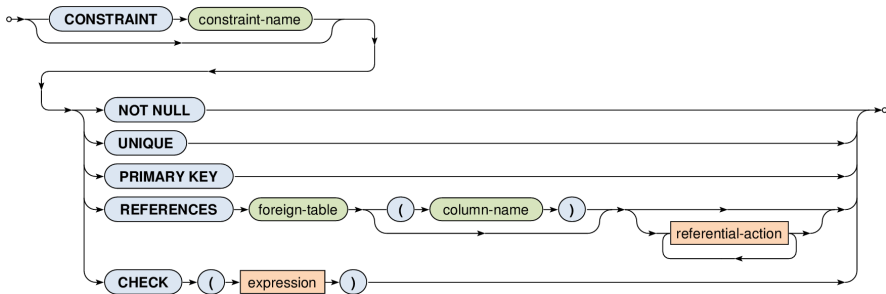 CONSTRAINT constraint-name
NOT NULL
UNIQUE
PRIMARY KEY
REFERENCES foreign-table ( column-name )
referential-action
CHECK ( expression )